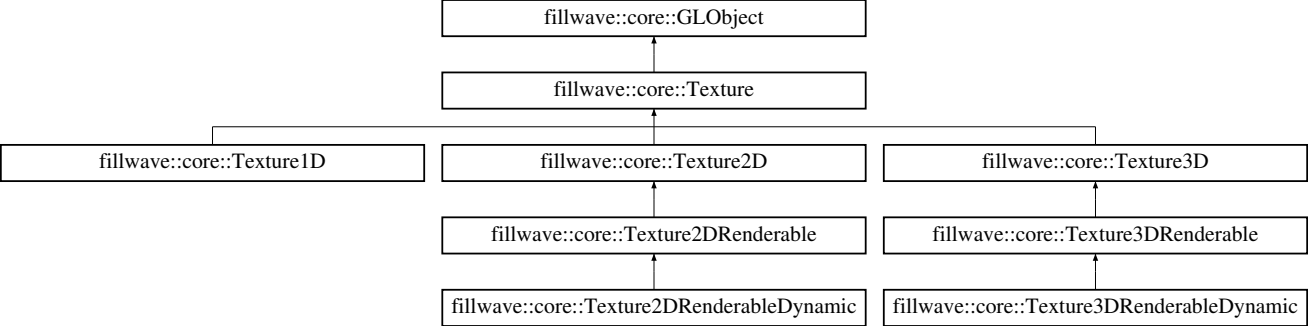 fillwave::core::GLObject
fillwave::core::Texture
fillwave::core::Texture1D
fillwave::core::Texture2D
fillwave::core::Texture3D
fillwave::core::Texture2DRenderable
fillwave::core::Texture3DRenderable
fillwave::core::Texture2DRenderableDynamic
fillwave::core::Texture3DRenderableDynamic